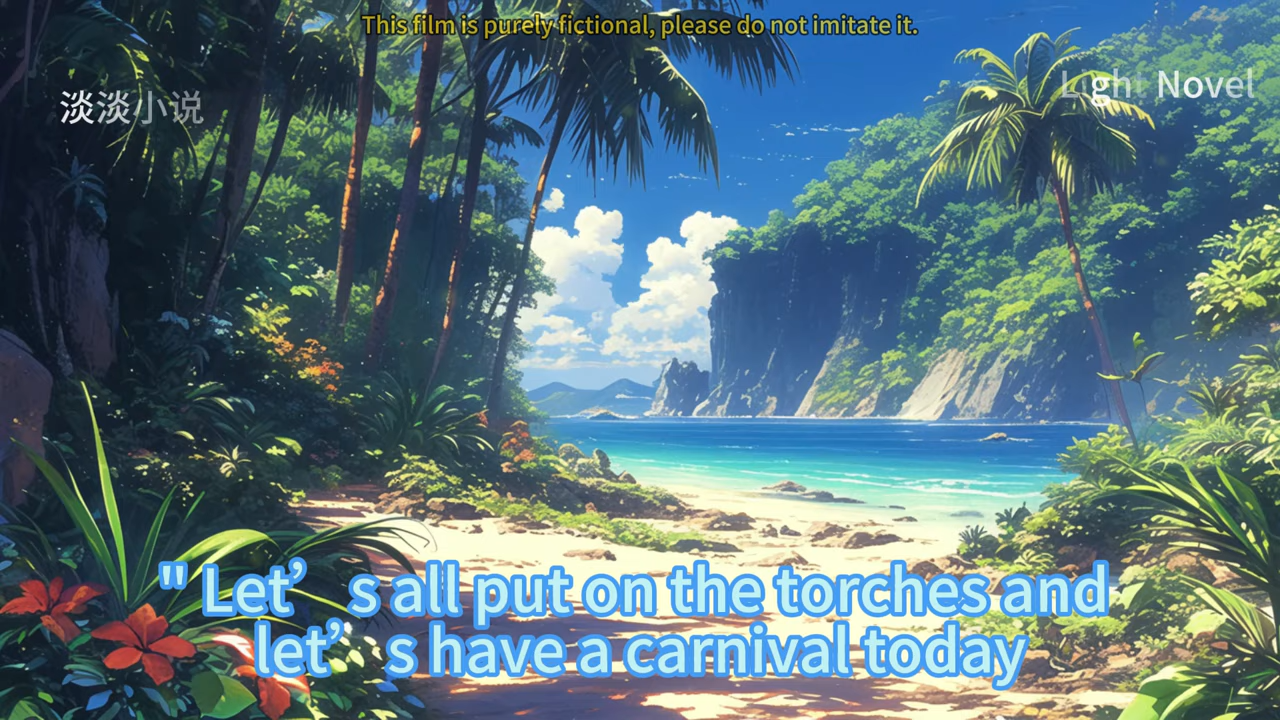 This film is purely fictional, please do not imitate it.
淡淡小说
Light Novel
" Let’s all put on the torches and
let’s have a carnival today